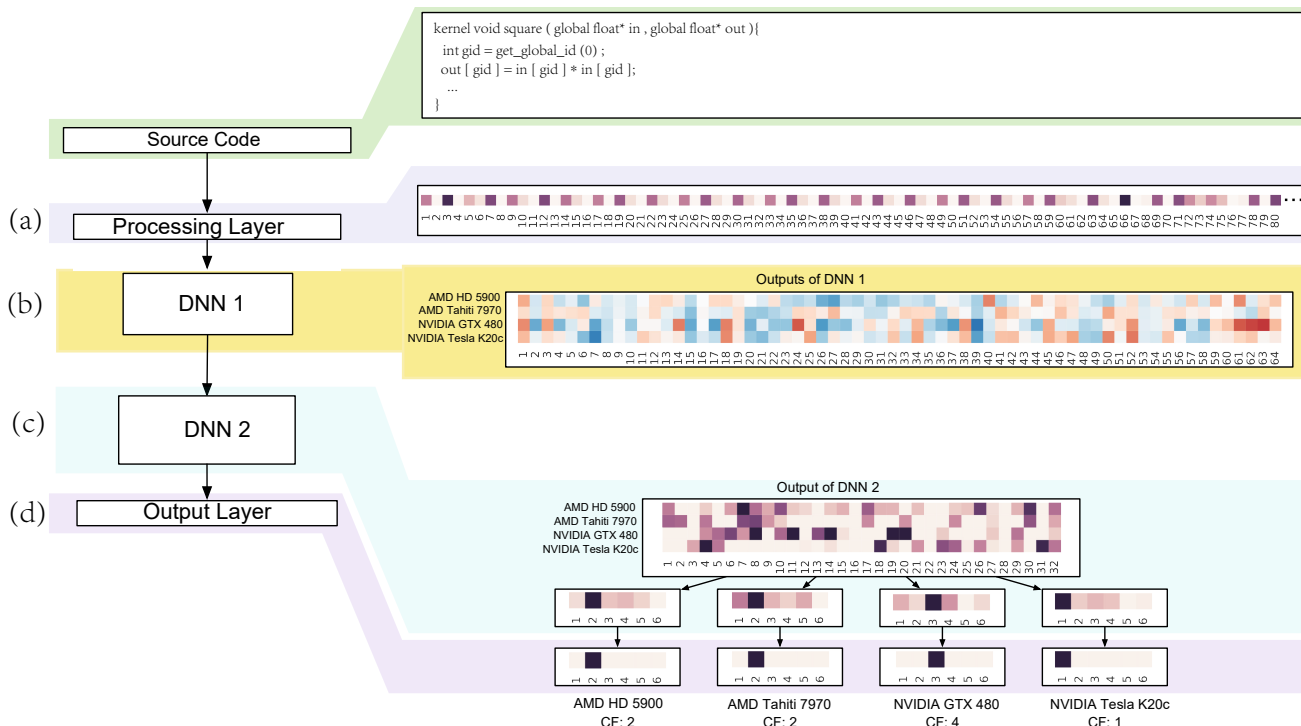 kernel void square ( global float* in , global float* out ){
int gid = get_global_id (0) ;
out [ gid ] = in [ gid ] * in [ gid ];
...
}
Source Code
(a)
Processing Layer
1 2 3 4 5 6 7 8 9 10 11 12 13 14 15 16 17 18 19 20 21 22 23 24 25 26 27 28 29 30 31 32 33 34 35 36 37 38 39 40 41 42 43 44 45 46 47 48 49 50 51 52 53 54 55 56 57 58 59 60 61 62 63 64 65 66 67 68 69 70 71 72 73 74 75 76 77 78 79 80 ...
(b)
DNN 1
Outputs of DNN 1
AMD HD 5900
AMD Tahiti 7970
NVIDIA GTX 480
NVIDIA Tesla K20c
1 2 3 4 5 6 7 8 9 10 11 12 13 14 15 16 17 18 19 20 21 22 23 24 25 26 27 28 29 30 31 32 33 34 35 36 37 38 39 40 41 42 43 44 45 46 47 48 49 50 51 52 53 54 55 56 57 58 59 60 61 62 63 64
(c)
DNN 2
Output of DNN 2
AMD HD 5900
AMD Tahiti 7970
NVIDIA GTX 480
NVIDIA Tesla K20c
1 2 3 4 5 6 7 8 9 10 11 12 13 14 15 16 17 18 19 20 21 22 23 24 25 26 27 28 29 30 31 32
(d)
Output Layer
1 2 3 4 5 6
1 2 3 4 5 6
1 2 3 4 5 6
1 2 3 4 5 6
1 2 3 4 5 6
1 2 3 4 5 6
1 2 3 4 5 6
1 2 3 4 5 6
AMD HD 5900
CF: 2
AMD Tahiti 7970
CF: 2
NVIDIA GTX 480
CF: 4
NVIDIA Tesla K20c
CF: 1